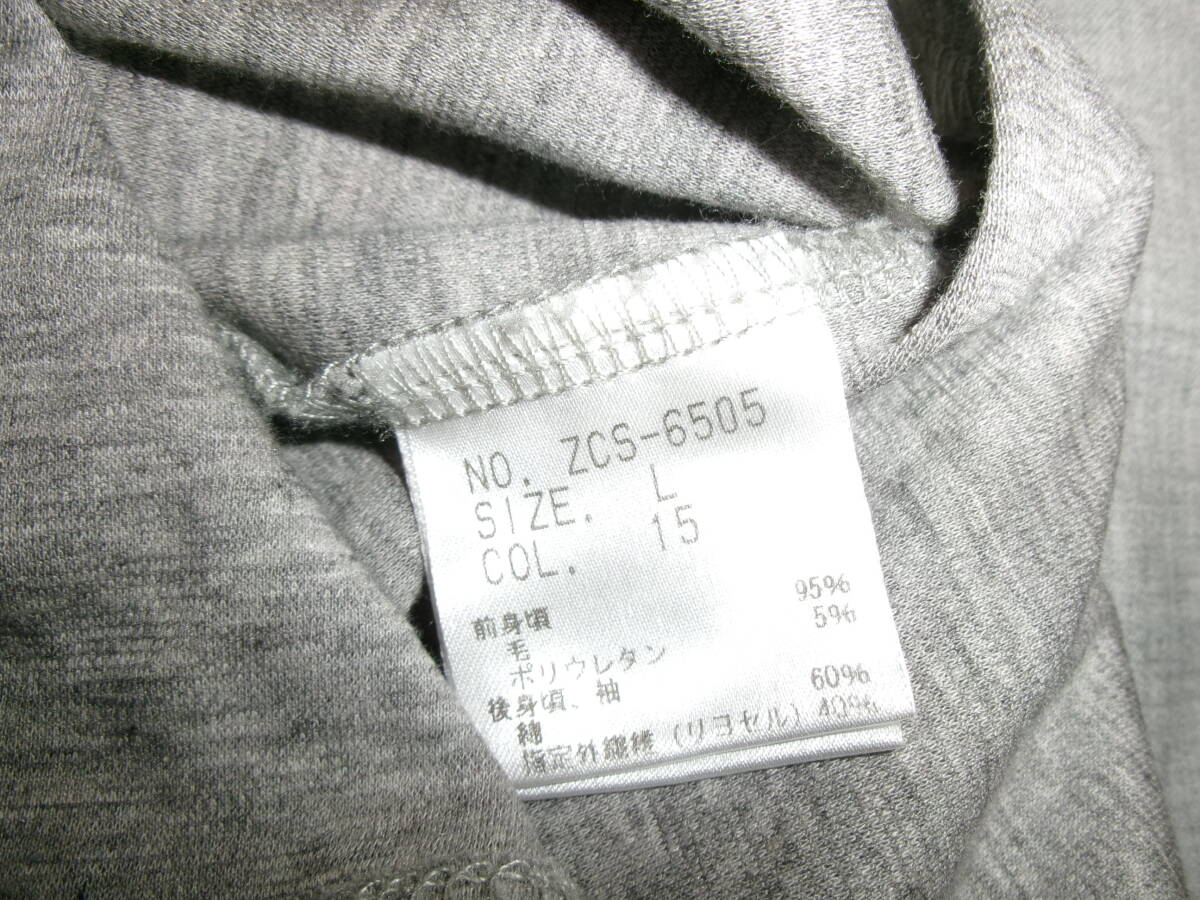 NO. ZCS-6505
SIZE. L
COL. 15
前身頃
毛 95%
ポリウレタン 5%
後身頃、袖
綿 60%
指定外繊維(リヨセル) 40%